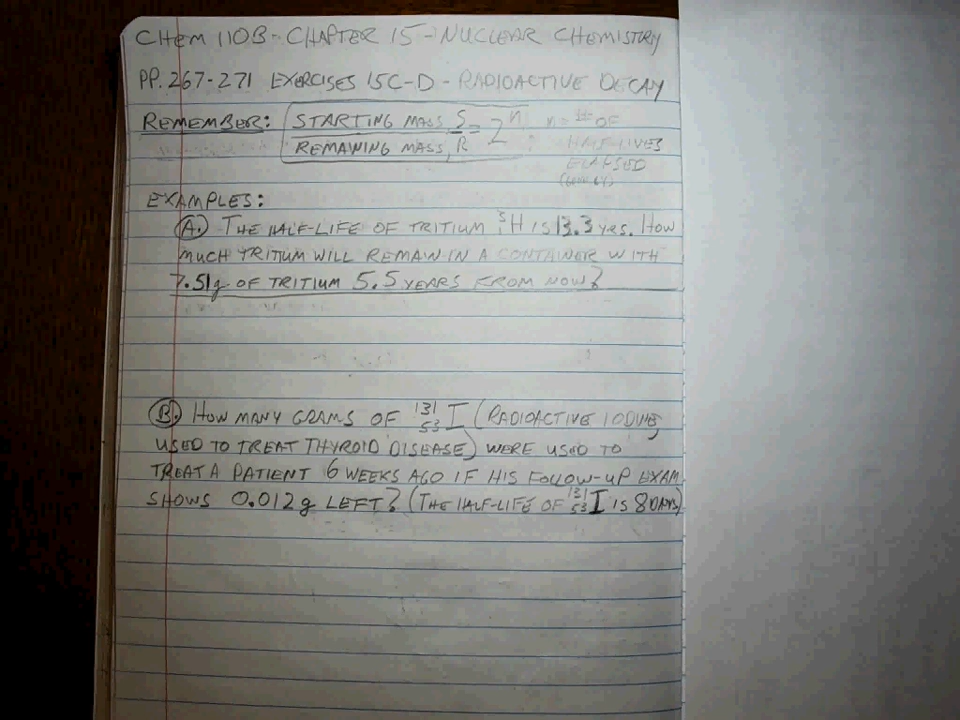 CHEM 110B - CHAPTER 15 - NUCLEAR CHEMISTRY
PP. 267-271 EXERCISES 15C-D - RADIOACTIVE DECAY
REMEMBER: STARTING MASS, S / REMAINING MASS, R = 2^n n = # OF
HALF-LIVES
ELAPSED
EXAMPLES:
(A.) THE HALF-LIFE OF TRITIUM ³₁H IS 13.3 yrs. HOW
MUCH TRITIUM WILL REMAIN IN A CONTAINER WITH
7.51g OF TRITIUM 5.5 YEARS FROM NOW?
(B.) HOW MANY GRAMS OF ¹³¹₅₃I (RADIOACTIVE IODINE,
USED TO TREAT THYROID DISEASE) WERE USED TO
TREAT A PATIENT 6 WEEKS AGO IF HIS FOLLOW-UP EXAM
SHOWS 0.012g LEFT? (THE HALF-LIFE OF ¹³¹₅₃I IS 8 DAYS)